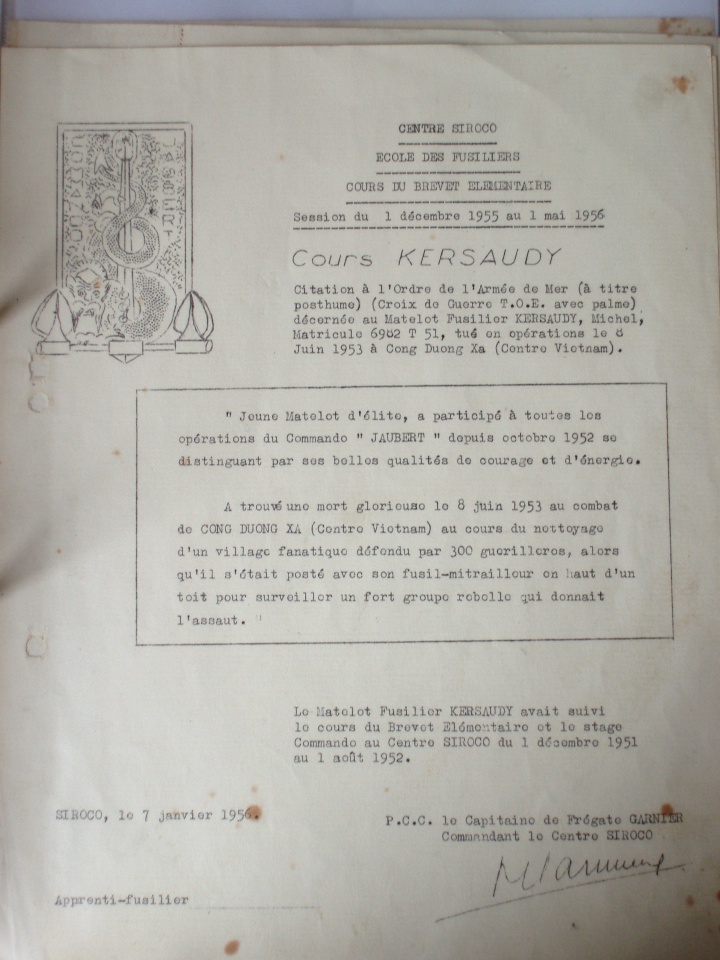 COMMANDO
JAUBERT
CENTRE SIROCO
ECOLE DES FUSILIERS
COURS DU BREVET ELEMENTAIRE
Session du 1 décembre 1955 au 1 mai 1956
Cours KERSAUDY
Citation à l'Ordre de l'Armée de Mer (à titre
posthume) (Croix de Guerre T.O.E. avec palme)
décernée au Matelot Fusilier KERSAUDY, Michel,
Matricule 6982 T 51, tué en opérations le 8
Juin 1953 à Cong Duong Xa (Centre Vietnam).
" Jeune Matelot d'élite, a participé à toutes les
opérations du Commando " JAUBERT " depuis octobre 1952 se
distinguant par ses belles qualités de courage et d'énergie.
A trouvé une mort glorieuse le 8 juin 1953 au combat
de CONG DUONG XA (Centre Vietnam) au cours du nettoyage
d'un village fanatique défendu par 300 guerilleros, alors
qu'il s'était posté avec son fusil-mitrailleur en haut d'un
toit pour surveiller un fort groupe rebelle qui donnait
l'assaut. "
Le Matelot Fusilier KERSAUDY avait suivi
le cours du Brevet Elémentaire et le stage
Commando au Centre SIROCO du 1 décembre 1951
au 1 août 1952.
SIROCO, le 7 janvier 1956.
P.C.C. le Capitaine de Frégate GARNIER
Commandant le Centre SIROCO
Apprenti-fusilier